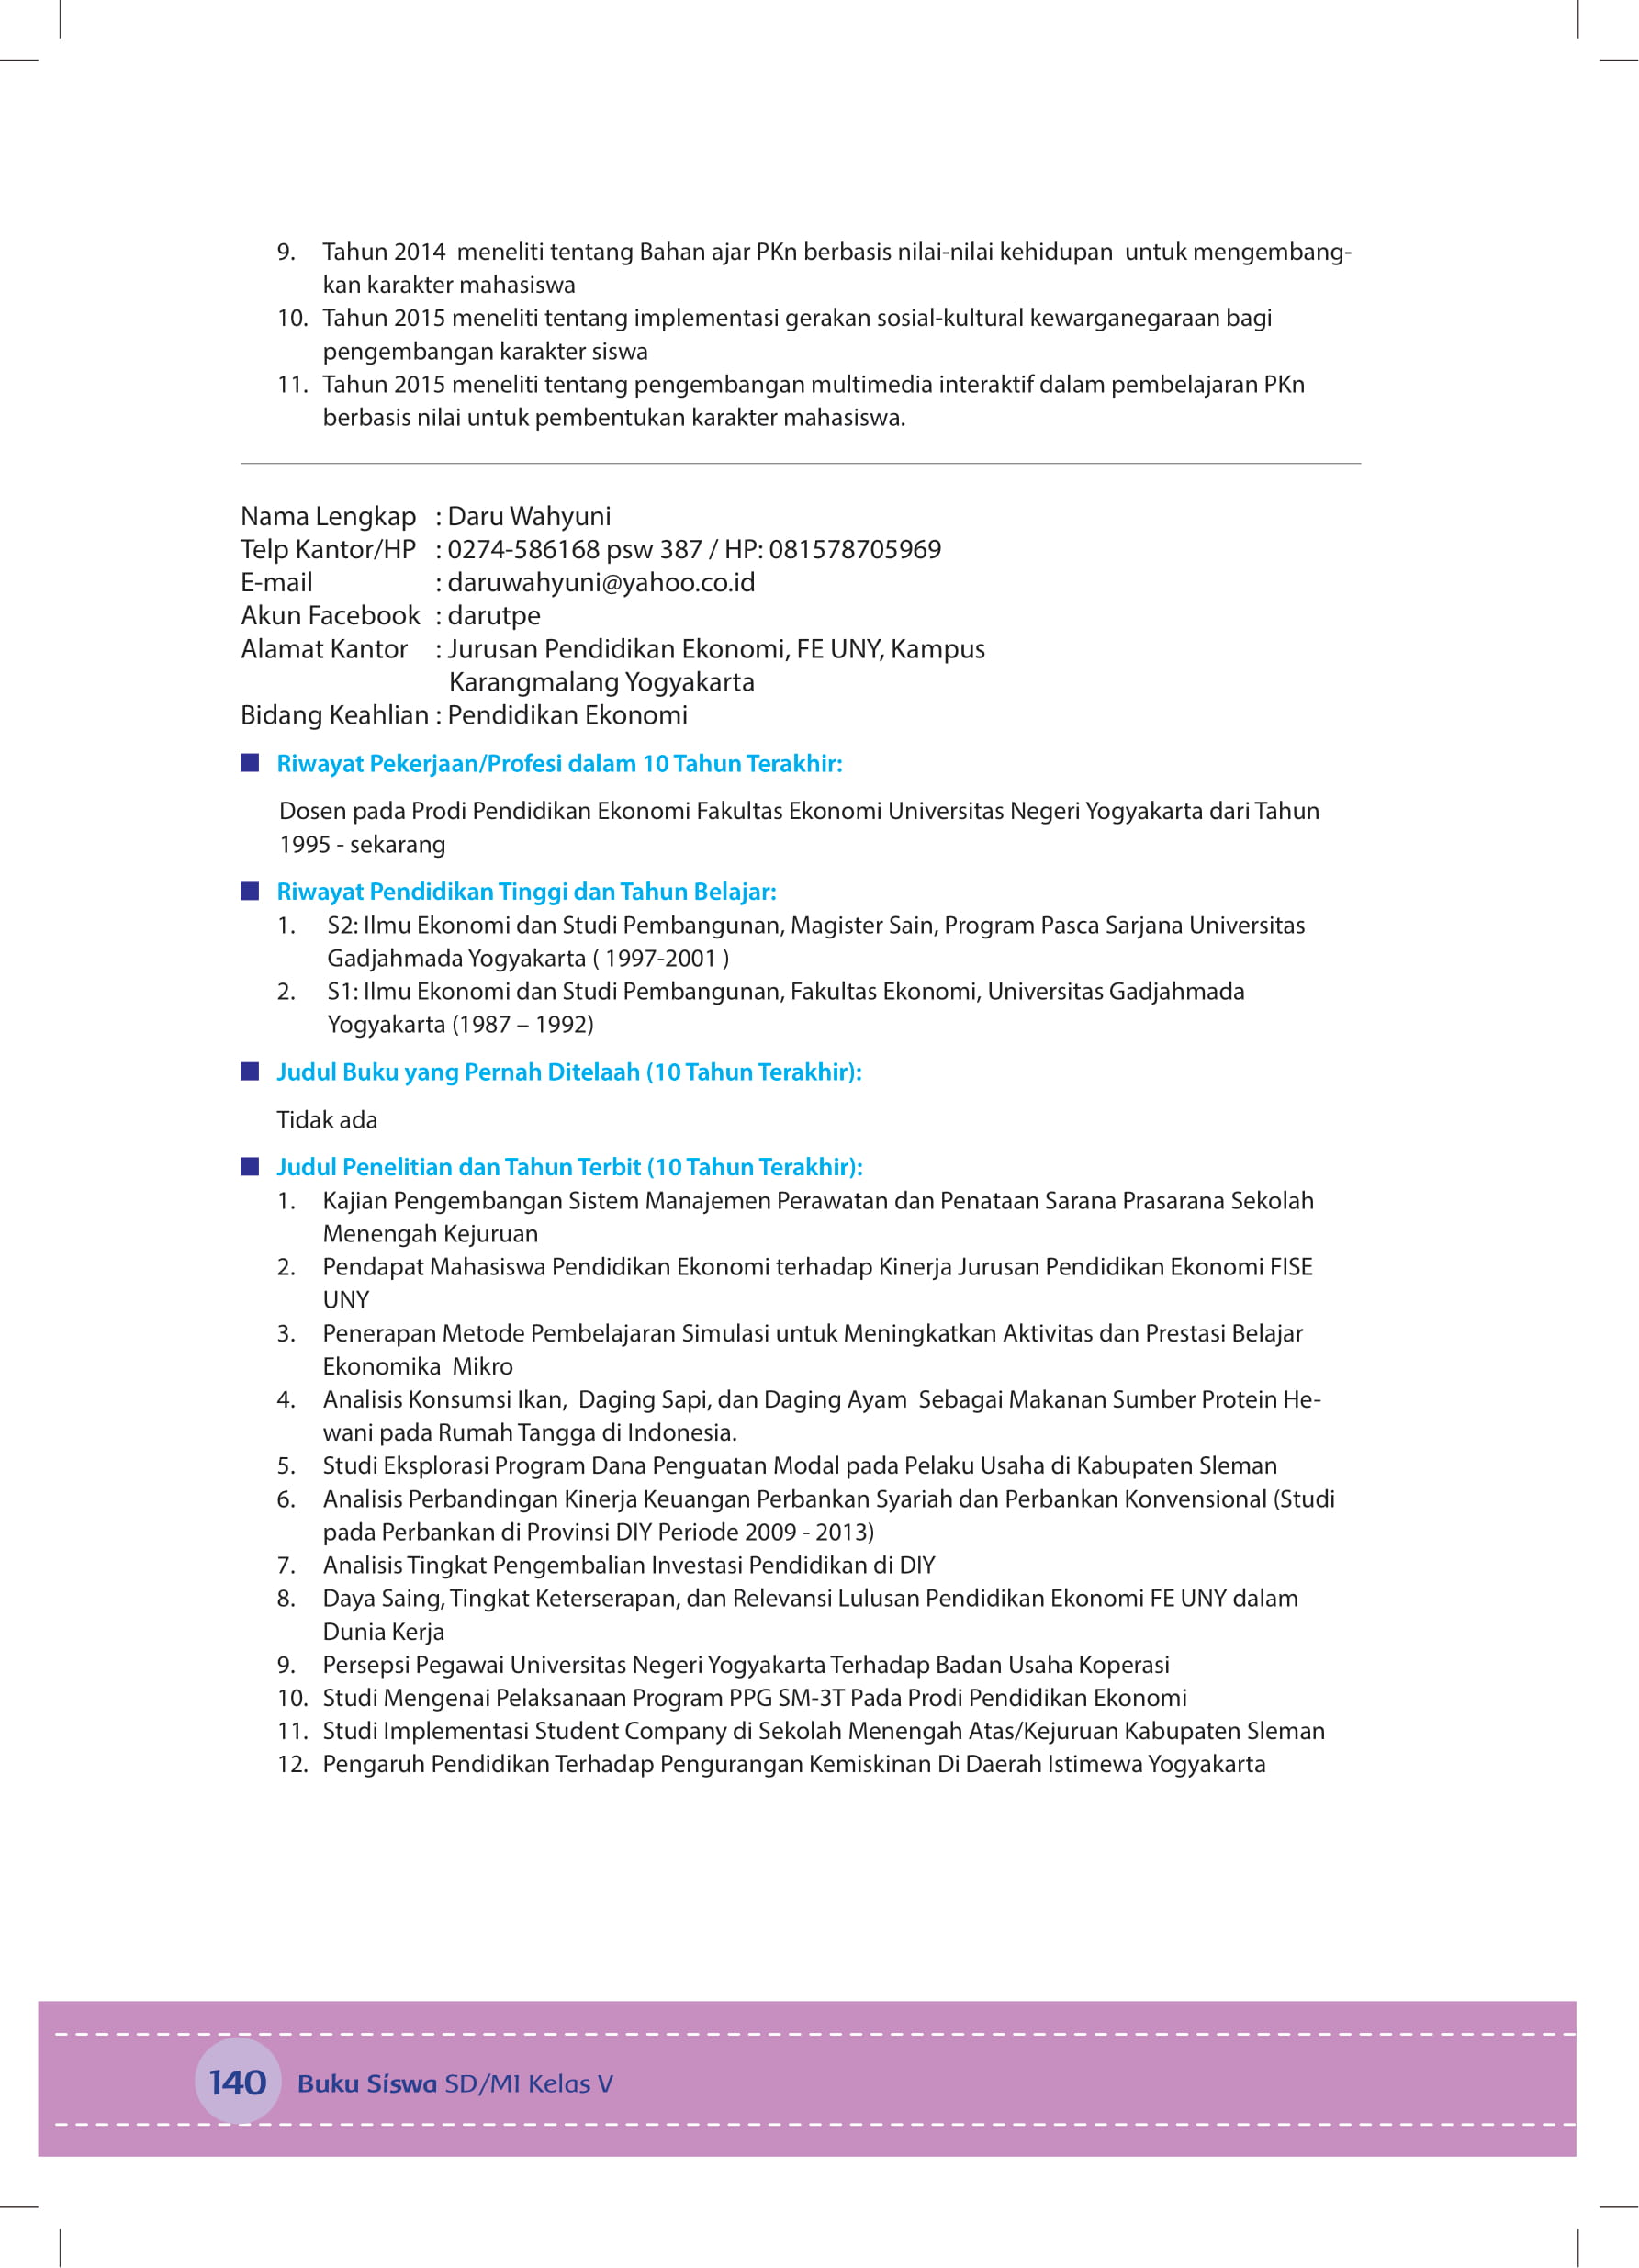 9. Tahun 2014  meneliti tentang Bahan ajar PKn berbasis nilai-nilai kehidupan  untuk mengembang-
kan karakter mahasiswa
10. Tahun 2015 meneliti tentang implementasi gerakan sosial-kultural kewarganegaraan bagi
pengembangan karakter siswa
11. Tahun 2015 meneliti tentang pengembangan multimedia interaktif dalam pembelajaran PKn
berbasis nilai untuk pembentukan karakter mahasiswa.
Nama Lengkap : Daru Wahyuni
Telp Kantor/HP : 0274-586168 psw 387 / HP: 081578705969
E-mail : daruwahyuni@yahoo.co.id
Akun Facebook : darutpe
Alamat Kantor : Jurusan Pendidikan Ekonomi, FE UNY, Kampus
Karangmalang Yogyakarta
Bidang Keahlian : Pendidikan Ekonomi
Riwayat Pekerjaan/Profesi dalam 10 Tahun Terakhir:
Dosen pada Prodi Pendidikan Ekonomi Fakultas Ekonomi Universitas Negeri Yogyakarta dari Tahun
1995 - sekarang
Riwayat Pendidikan Tinggi dan Tahun Belajar:
1. S2: Ilmu Ekonomi dan Studi Pembangunan, Magister Sain, Program Pasca Sarjana Universitas
Gadjahmada Yogyakarta ( 1997-2001 )
2. S1: Ilmu Ekonomi dan Studi Pembangunan, Fakultas Ekonomi, Universitas Gadjahmada
Yogyakarta (1987 – 1992)
Judul Buku yang Pernah Ditelaah (10 Tahun Terakhir):
Tidak ada
Judul Penelitian dan Tahun Terbit (10 Tahun Terakhir):
1. Kajian Pengembangan Sistem Manajemen Perawatan dan Penataan Sarana Prasarana Sekolah
Menengah Kejuruan
2. Pendapat Mahasiswa Pendidikan Ekonomi terhadap Kinerja Jurusan Pendidikan Ekonomi FISE
UNY
3. Penerapan Metode Pembelajaran Simulasi untuk Meningkatkan Aktivitas dan Prestasi Belajar
Ekonomika  Mikro
4. Analisis Konsumsi Ikan,  Daging Sapi, dan Daging Ayam  Sebagai Makanan Sumber Protein He-
wani pada Rumah Tangga di Indonesia.
5. Studi Eksplorasi Program Dana Penguatan Modal pada Pelaku Usaha di Kabupaten Sleman
6. Analisis Perbandingan Kinerja Keuangan Perbankan Syariah dan Perbankan Konvensional (Studi
pada Perbankan di Provinsi DIY Periode 2009 - 2013)
7. Analisis Tingkat Pengembalian Investasi Pendidikan di DIY
8. Daya Saing, Tingkat Keterserapan, dan Relevansi Lulusan Pendidikan Ekonomi FE UNY dalam
Dunia Kerja
9. Persepsi Pegawai Universitas Negeri Yogyakarta Terhadap Badan Usaha Koperasi
10. Studi Mengenai Pelaksanaan Program PPG SM-3T Pada Prodi Pendidikan Ekonomi
11. Studi Implementasi Student Company di Sekolah Menengah Atas/Kejuruan Kabupaten Sleman
12. Pengaruh Pendidikan Terhadap Pengurangan Kemiskinan Di Daerah Istimewa Yogyakarta
140 Buku Siswa SD/MI Kelas V